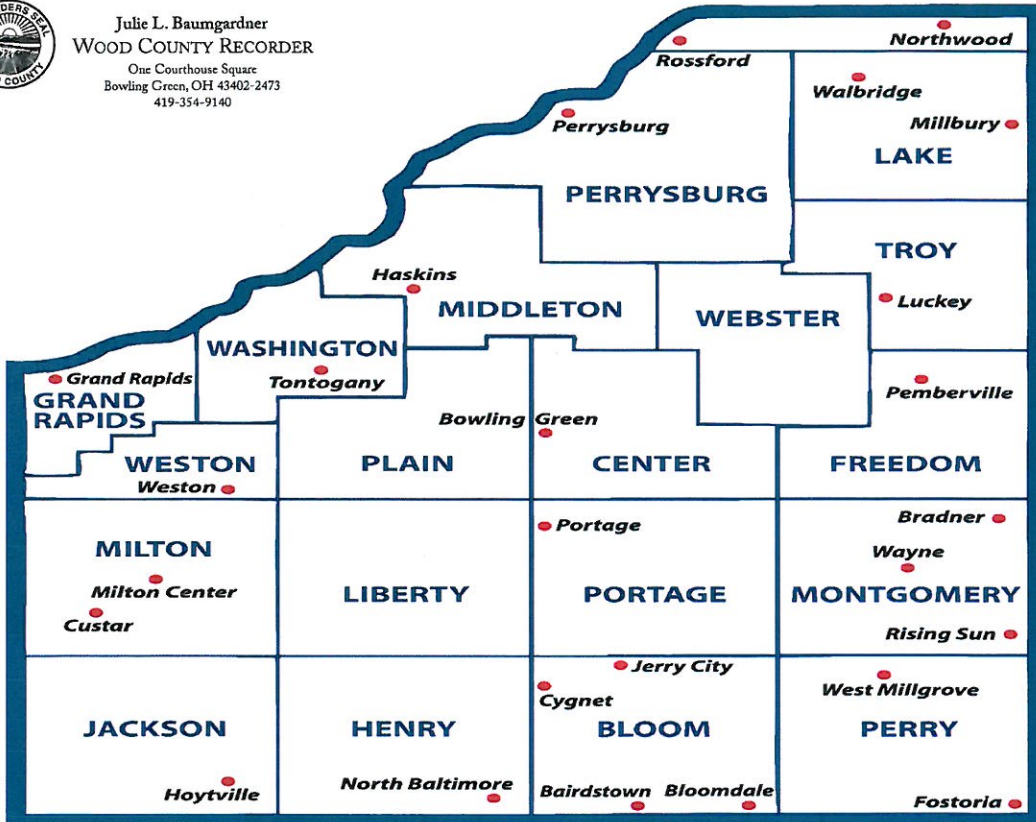 DERS SEAL
COUNTY
Julie L. Baumgardner
WOOD COUNTY RECORDER
One Courthouse Square
Bowling Green, OH 43402-2473
419-354-9140
Northwood
Rossford
Walbridge
Perrysburg
Millbury
LAKE
PERRYSBURG
TROY
Haskins
Luckey
MIDDLETON
WEBSTER
WASHINGTON
Grand Rapids
Tontogany
Pemberville
GRAND
RAPIDS
Bowling Green
WESTON
PLAIN
CENTER
FREEDOM
Weston
Portage
Bradner
MILTON
Wayne
Milton Center
LIBERTY
PORTAGE
MONTGOMERY
Custar
Rising Sun
Jerry City
Cygnet
West Millgrove
JACKSON
HENRY
BLOOM
PERRY
Hoytville
North Baltimore
Bairdstown
Bloomdale
Fostoria